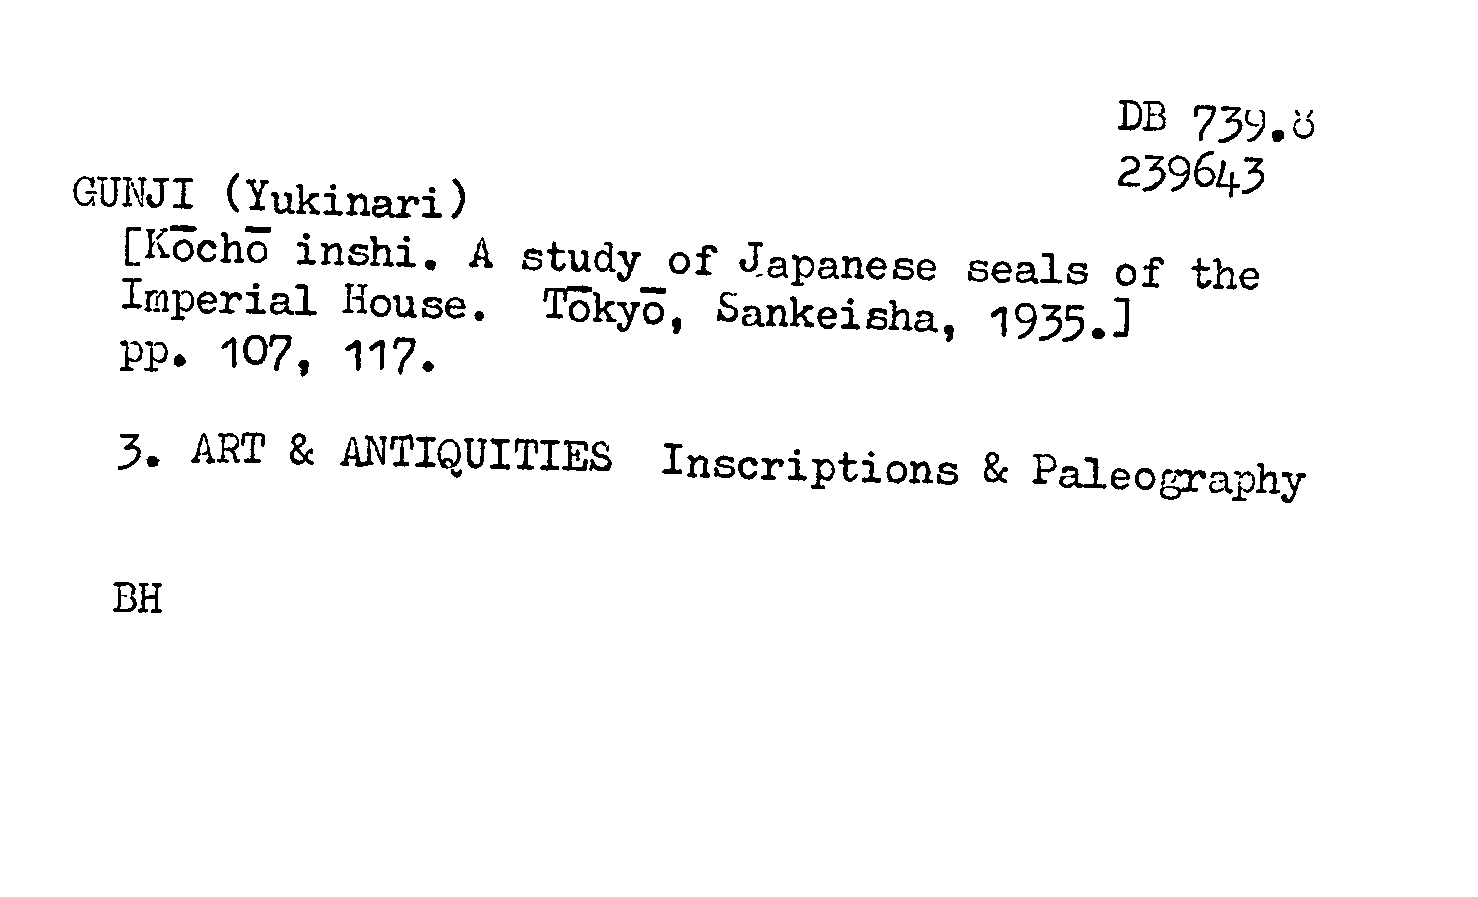 DB 739.8
239643
GUNJI (Yukinari)
[Kōchō inshi. A study of Japanese seals of the
Imperial House. Tōkyō, Sankeisha, 1935.]
pp. 107, 117.
3. ART & ANTIQUITIES Inscriptions & Paleography
BH